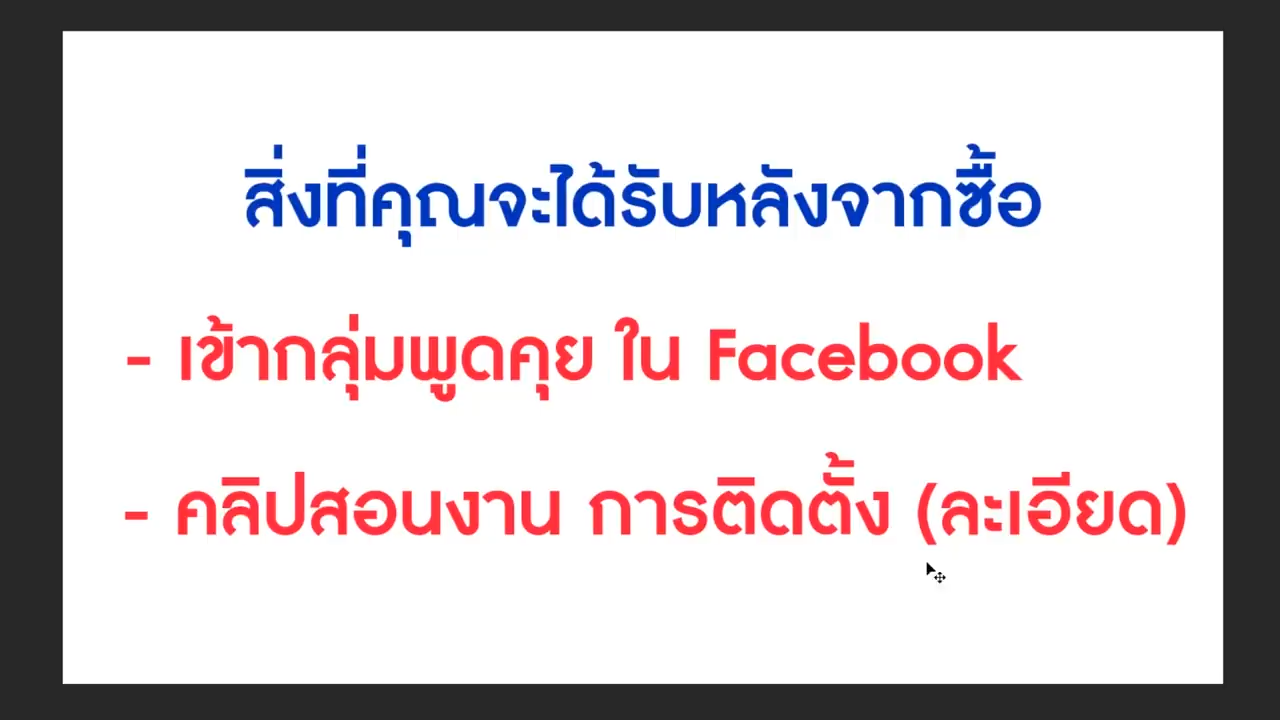 สิ่งที่คุณจะได้รับหลังจากซื้อ
- เข้ากลุ่มพูดคุย ใน Facebook
- คลิปสอนงาน การติดตั้ง (ละเอียด)